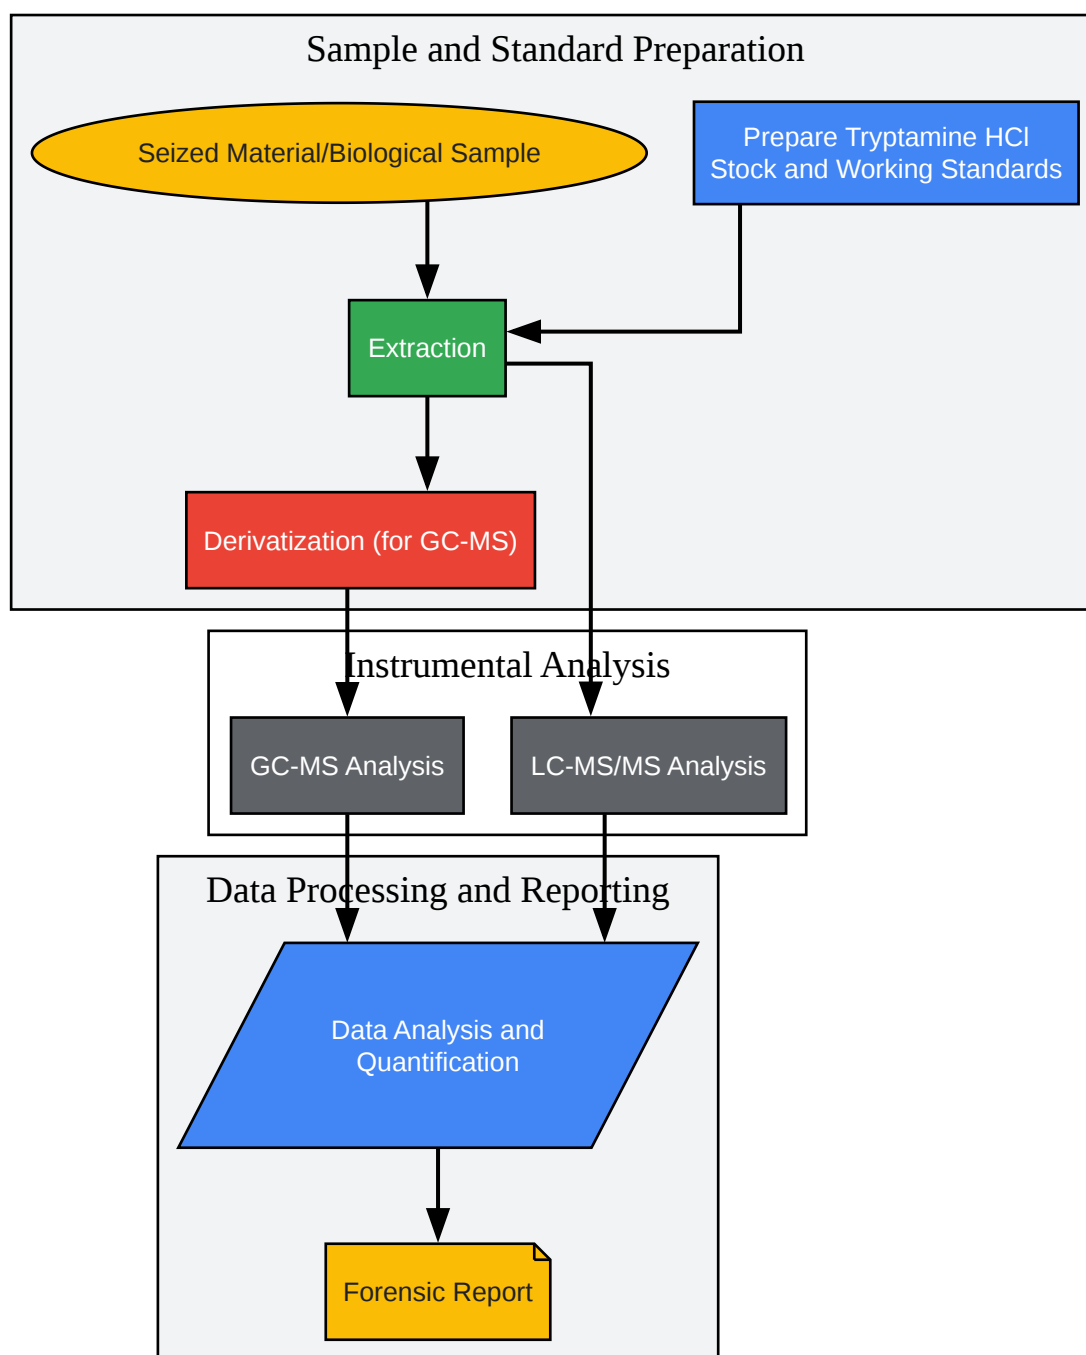 Sample and Standard Preparation
Seized Material/Biological Sample
Prepare Tryptamine HCl
Stock and Working Standards
Extraction
Derivatization (for GC-MS)
Instrumental Analysis
GC-MS Analysis
LC-MS/MS Analysis
Data Processing and Reporting
Data Analysis and
Quantification
Forensic Report